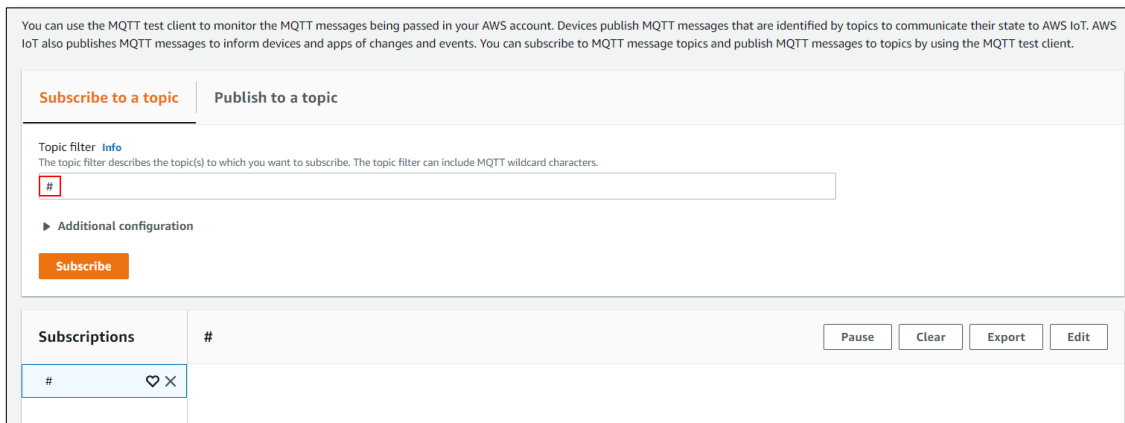 You can use the MQTT test client to monitor the MQTT messages being passed in your AWS account. Devices publish MQTT messages that are identified by topics to communicate their state to AWS IoT. AWS
IoT also publishes MQTT messages to inform devices and apps of changes and events. You can subscribe to MQTT message topics and publish MQTT messages to topics by using the MQTT test client.
Subscribe to a topic Publish to a topic
Topic filter Info
The topic filter describes the topic(s) to which you want to subscribe. The topic filter can include MQTT wildcard characters.
#
Additional configuration
Subscribe
Subscriptions # Pause Clear Export Edit
#